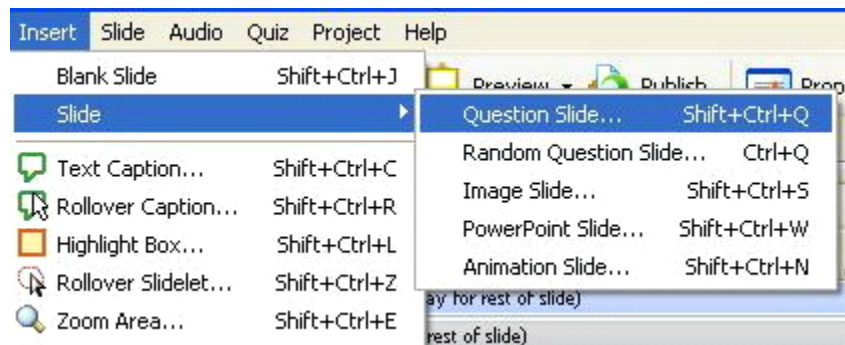 Insert Slide Audio Quiz Project Help
Blank Slide Shift+Ctrl+J
Preview Publish
Slide
Question Slide... Shift+Ctrl+Q
Random Question Slide... Ctrl+Q
Image Slide... Shift+Ctrl+S
PowerPoint Slide... Shift+Ctrl+W
Animation Slide... Shift+Ctrl+N
Text Caption... Shift+Ctrl+C
Rollover Caption... Shift+Ctrl+R
Highlight Box... Shift+Ctrl+L
Rollover Slidelet... Shift+Ctrl+Z
Zoom Area... Shift+Ctrl+E
ay for rest of slide)
rest of slide)